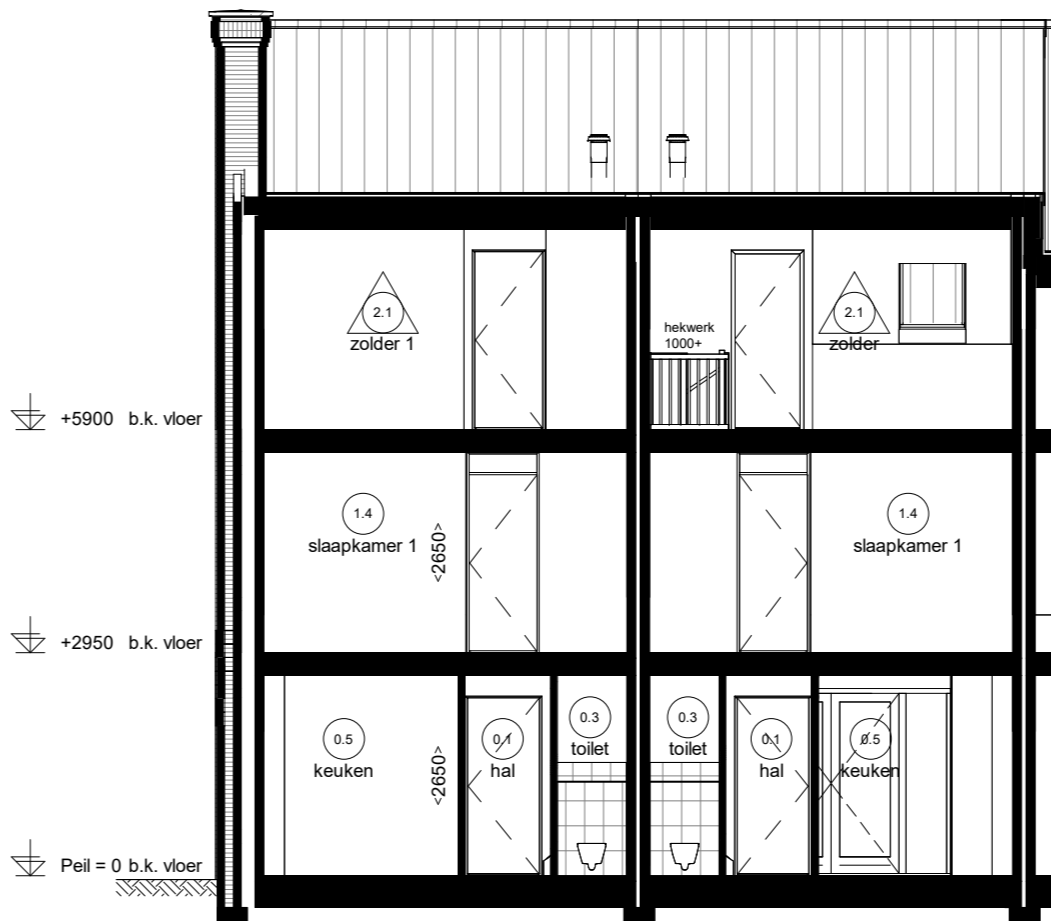 2.1
zolder 1
hekwerk
1000+
2.1
zolder
+5900 b.k. vloer
1.4
slaapkamer 1
<2650>
1.4
slaapkamer 1
+2950 b.k. vloer
0.5
keuken
<2650>
0.1
hal
0.3
toilet
0.3
toilet
0.1
hal
0.5
keuken
Peil = 0 b.k. vloer